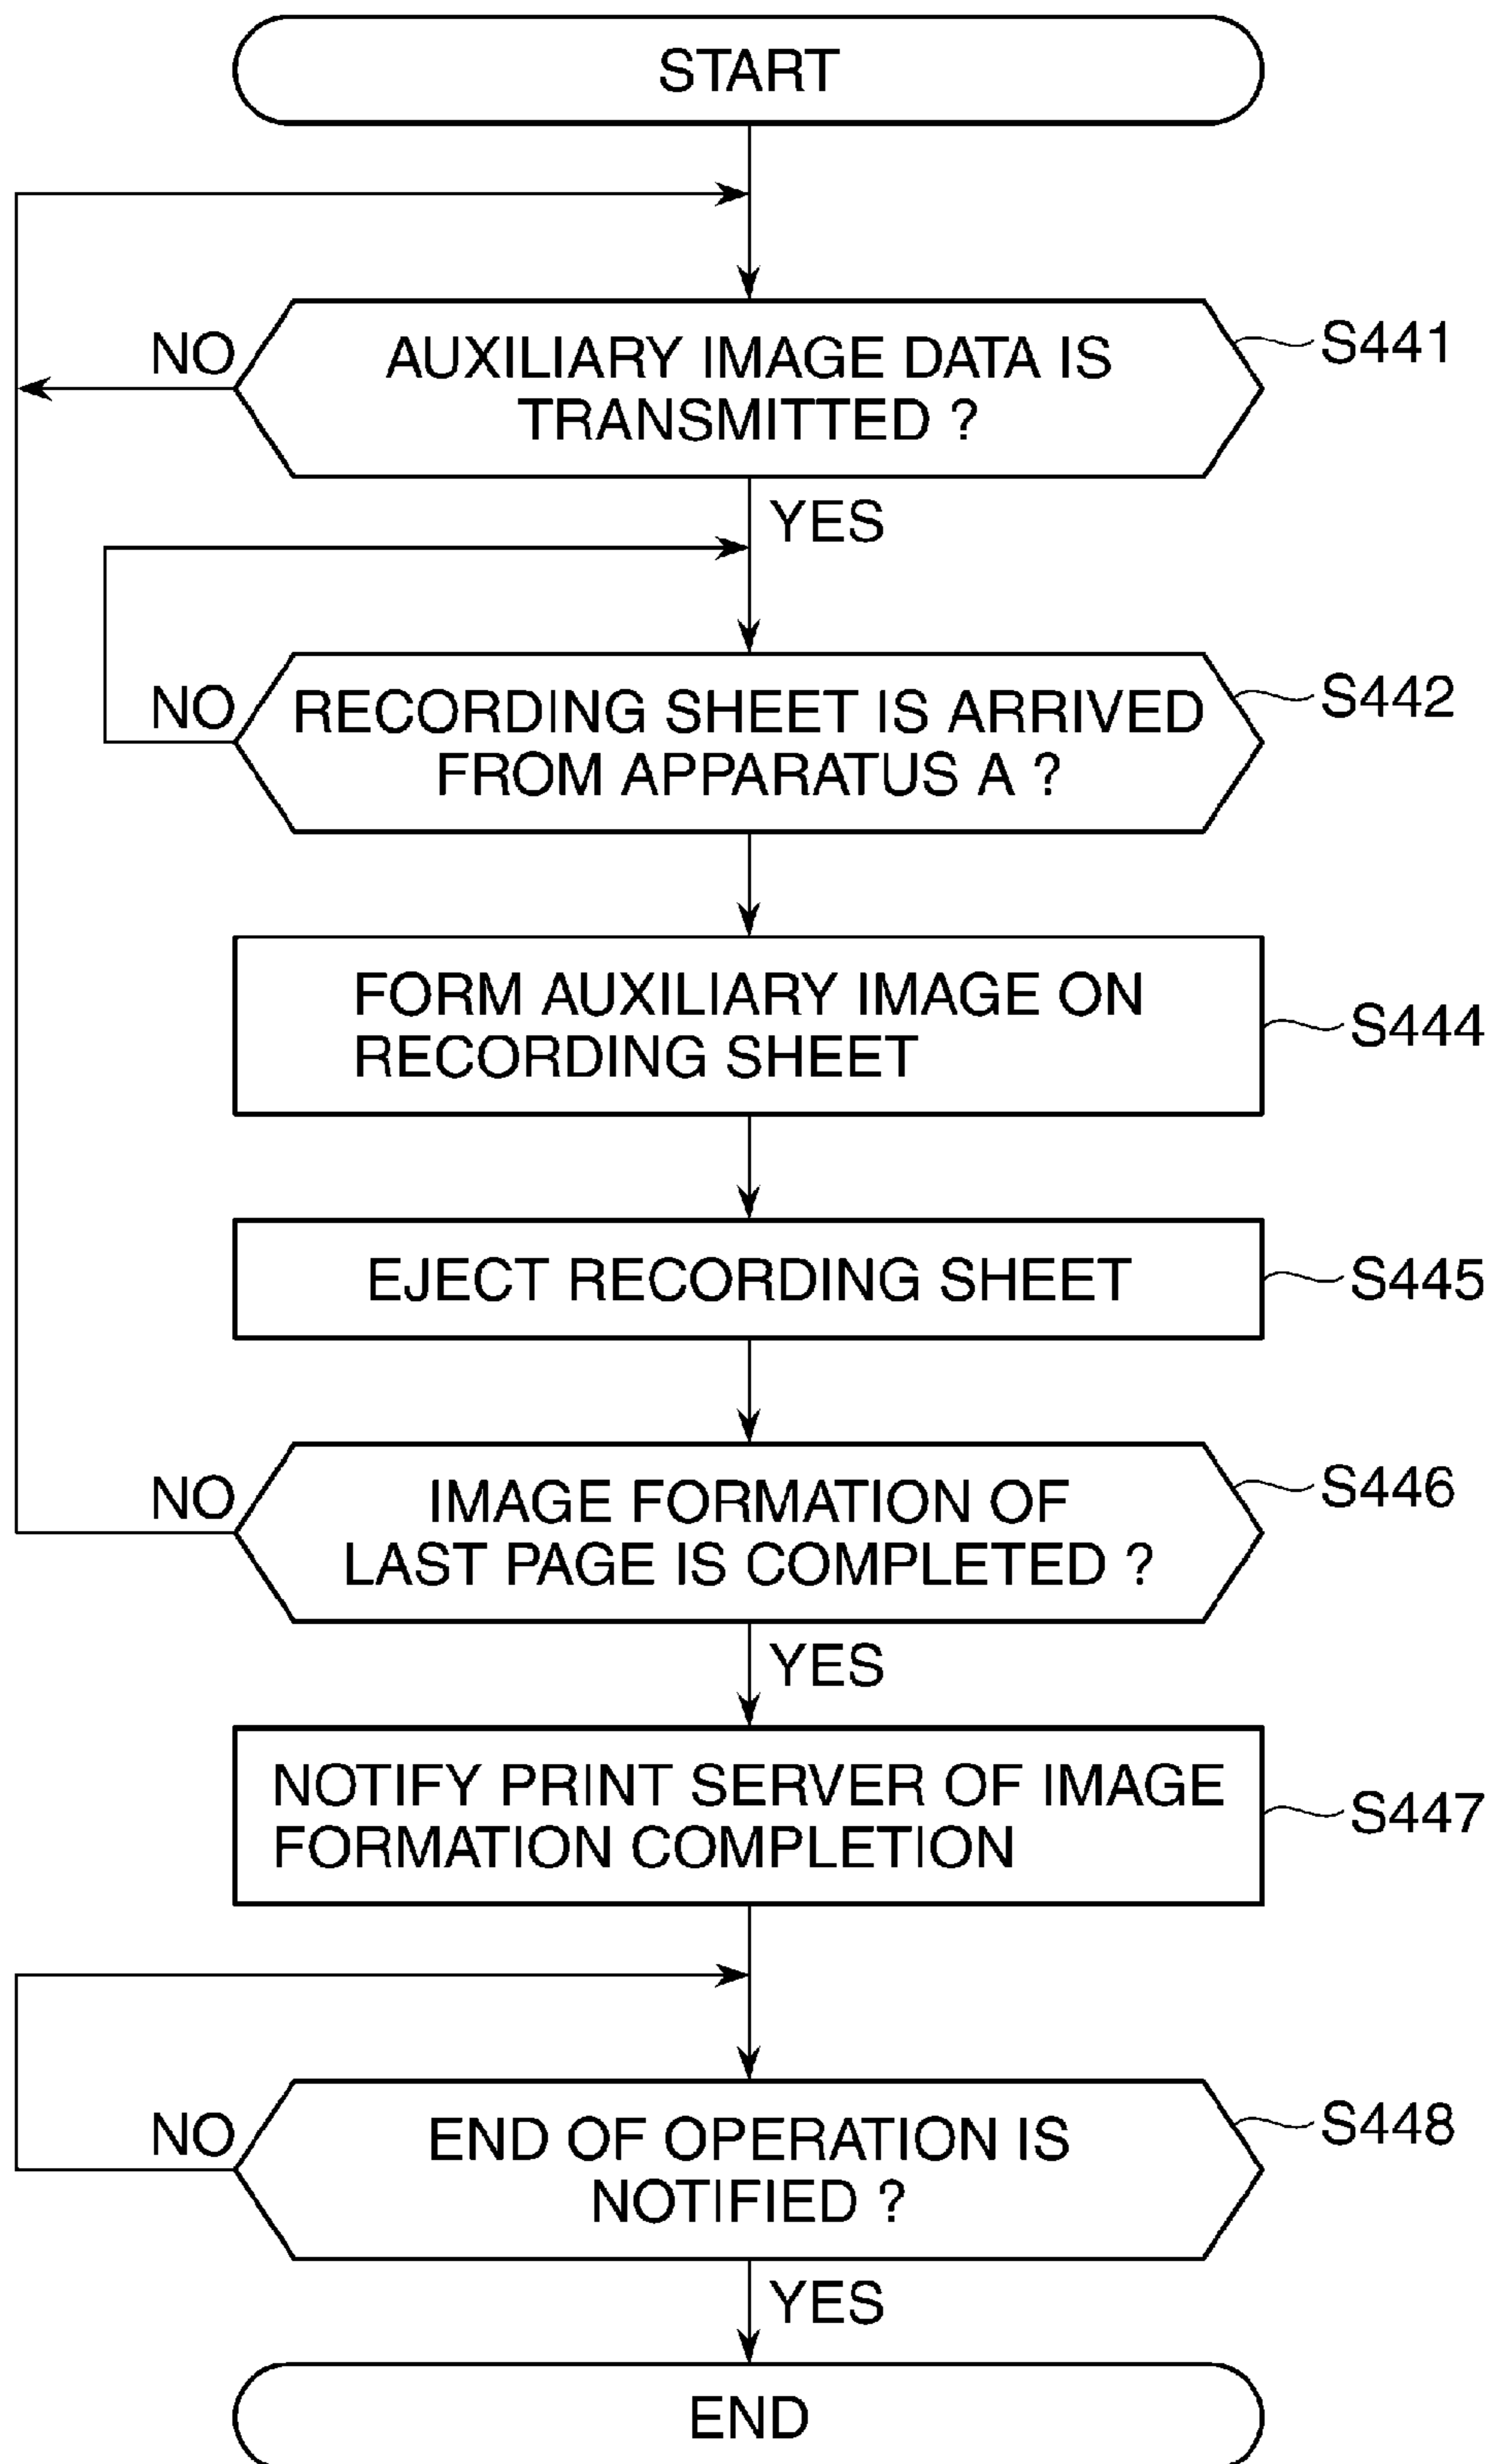 START
NO
AUXILIARY IMAGE DATA IS
TRANSMITTED ?
S441
YES
NO
RECORDING SHEET IS ARRIVED
FROM APPARATUS A ?
S442
FORM AUXILIARY IMAGE ON
RECORDING SHEET
S444
EJECT RECORDING SHEET
S445
NO
IMAGE FORMATION OF
LAST PAGE IS COMPLETED ?
S446
YES
NOTIFY PRINT SERVER OF IMAGE
FORMATION COMPLETION
S447
NO
END OF OPERATION IS
NOTIFIED ?
S448
YES
END